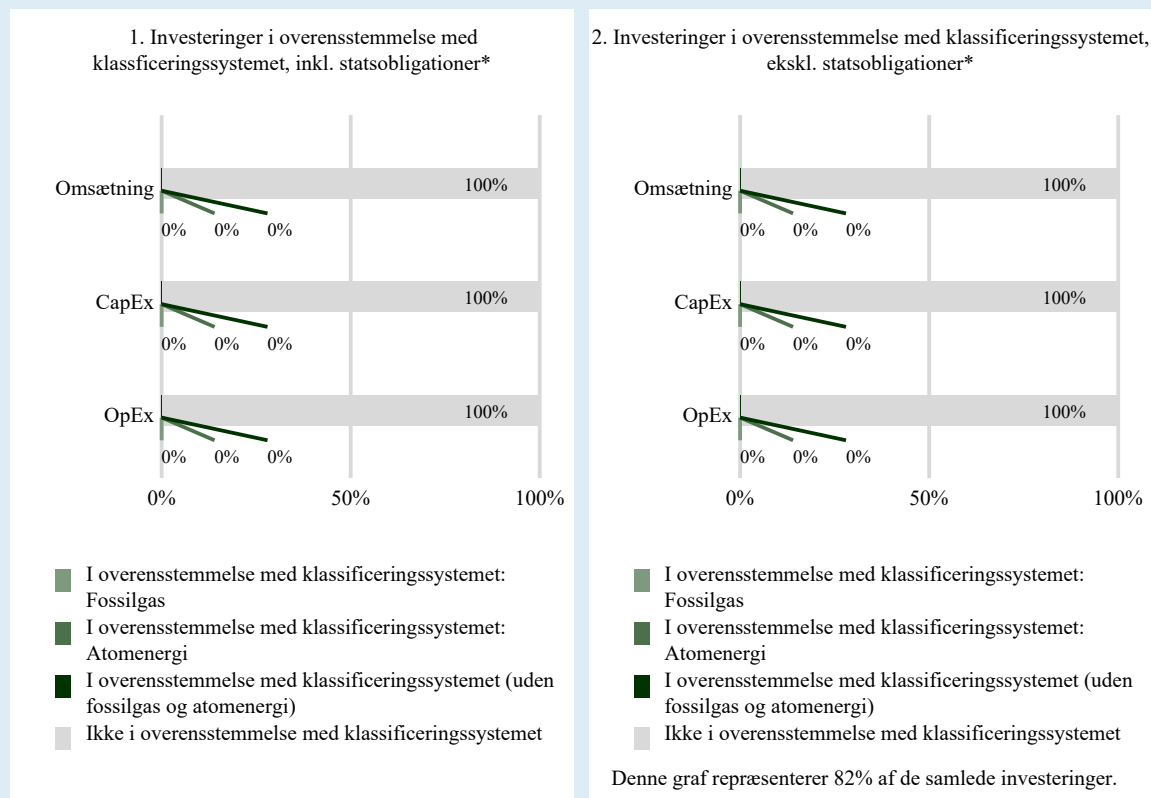 1. Investeringer i overensstemmelse med
klassficeringssystemet, inkl. statsobligationer*
Omsætning
100%
0% 0% 0%
CapEx
100%
0% 0% 0%
OpEx
100%
0% 0% 0%
0% 50% 100%
I overensstemmelse med klassificeringssystemet:
Fossilgas
I overensstemmelse med klassificeringssystemet:
Atomenergi
I overensstemmelse med klassificeringssystemet (uden
fossilgas og atomenergi)
Ikke i overensstemmelse med klassificeringssystemet
2. Investeringer i overensstemmelse med klassificeringssystemet,
ekskl. statsobligationer*
Omsætning
100%
0% 0% 0%
CapEx
100%
0% 0% 0%
OpEx
100%
0% 0% 0%
0% 50% 100%
I overensstemmelse med klassificeringssystemet:
Fossilgas
I overensstemmelse med klassificeringssystemet:
Atomenergi
I overensstemmelse med klassificeringssystemet (uden
fossilgas og atomenergi)
Ikke i overensstemmelse med klassificeringssystemet
Denne graf repræsenterer 82% af de samlede investeringer.